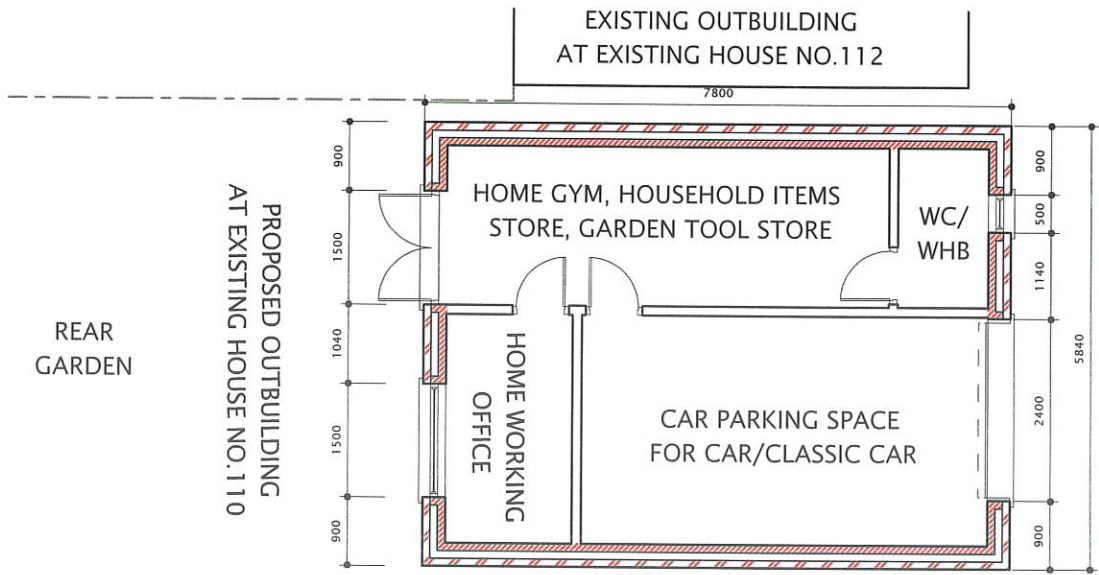 EXISTING OUTBUILDING
AT EXISTING HOUSE NO.112
7800
900
1500
1040
1500
900
PROPOSED OUTBUILDING
AT EXISTING HOUSE NO.110
REAR
GARDEN
HOME GYM, HOUSEHOLD ITEMS
STORE, GARDEN TOOL STORE
WC/
WHB
HOME WORKING
OFFICE
CAR PARKING SPACE
FOR CAR/CLASSIC CAR
900
500
1140
2400
900
5840